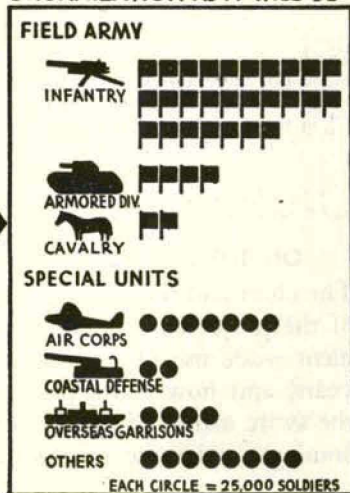 FIELD ARMY
INFANTRY
ARMORED DIV.
CAVALRY
SPECIAL UNITS
AIR CORPS
COASTAL DEFENSE
OVERSEAS GARRISONS
OTHERS
EACH CIRCLE = 25,000 SOLDIERS